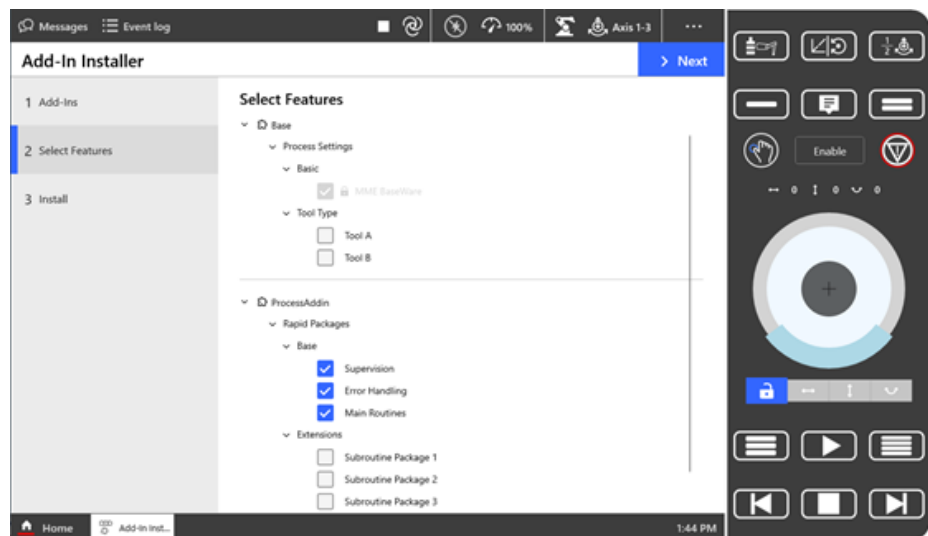 Messages Event log 100% Axis 1-3 ...
Add-In Installer
> Next
1 Add-Ins
2 Select Features
3 Install
Select Features
Base
Process Settings
Basic
MME BaseWare
Tool Type
Tool A
Tool B
ProcessAddin
Rapid Packages
Base
Supervision
Error Handling
Main Routines
Extensions
Subroutine Package 1
Subroutine Package 2
Subroutine Package 3
Home Add-In Inst... 1:44 PM
Enable
0 0 0